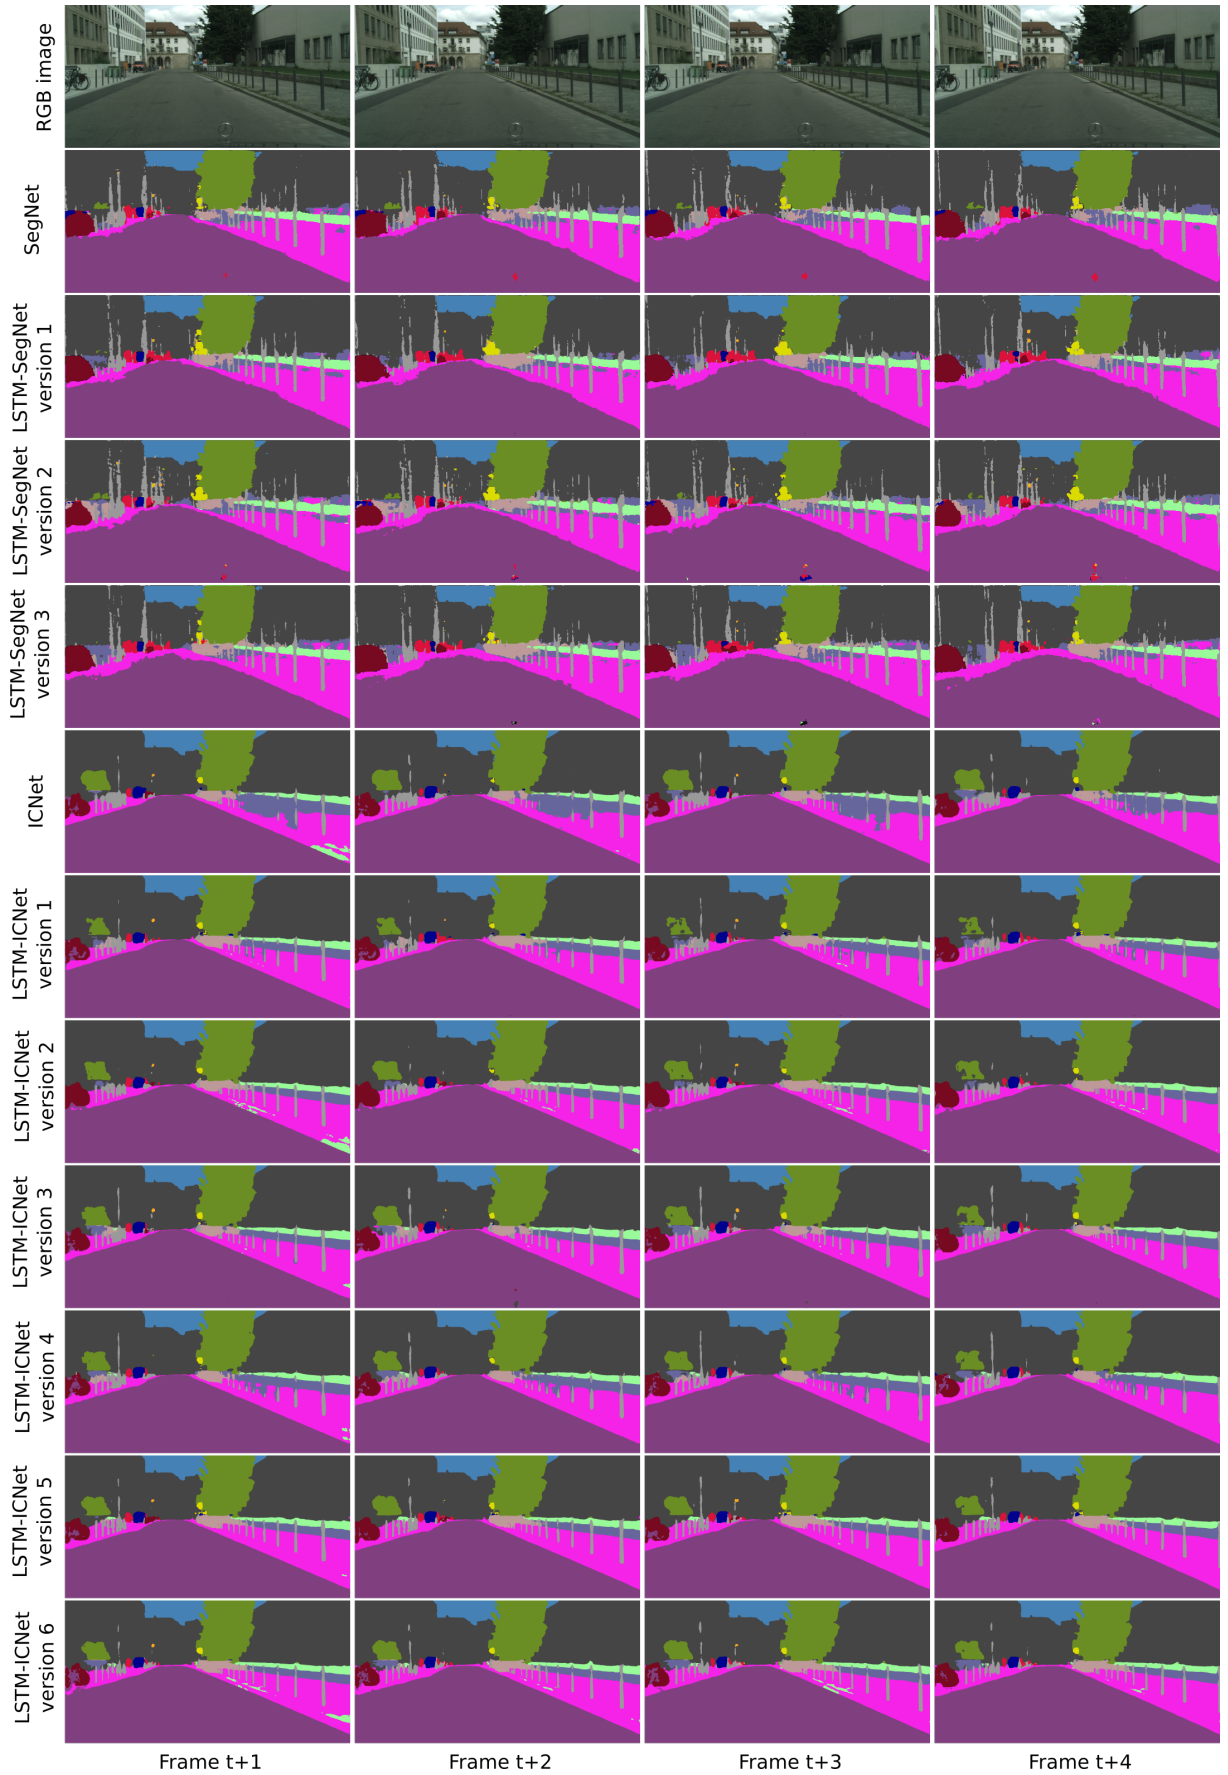 RGB image
SegNet
LSTM-SegNet
version 1
LSTM-SegNet
version 2
LSTM-SegNet
version 3
ICNet
LSTM-ICNet
version 1
LSTM-ICNet
version 2
LSTM-ICNet
version 3
LSTM-ICNet
version 4
LSTM-ICNet
version 5
LSTM-ICNet
version 6
Frame t+1
Frame t+2
Frame t+3
Frame t+4